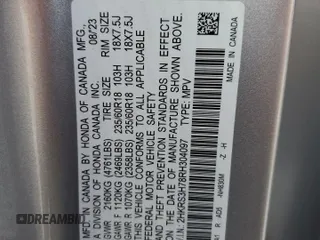 MFD. IN CANADA BY HONDA OF CANADA MFG.,
A DIVISION OF HONDA CANADA INC. 08/23
GVWR 2160KG (4761LBS) TIRE SIZE RIM SIZE
GAWR F 1120KG (2469LBS) 235/60R18 103H 18X7.5J
GAWR R 1070KG (2358LBS) 235/60R18 103H 18X7.5J
THIS VEHICLE CONFORMS TO ALL APPLICABLE FEDERAL
MOTOR VEHICLE SAFETY
AND THEFT PREVENTION STANDARDS IN EFFECT
ON THE DATE OF MANUFACTURE SHOWN ABOVE.
V.I.N.: 2HKRS3H78RH304097
TYPE: MPV